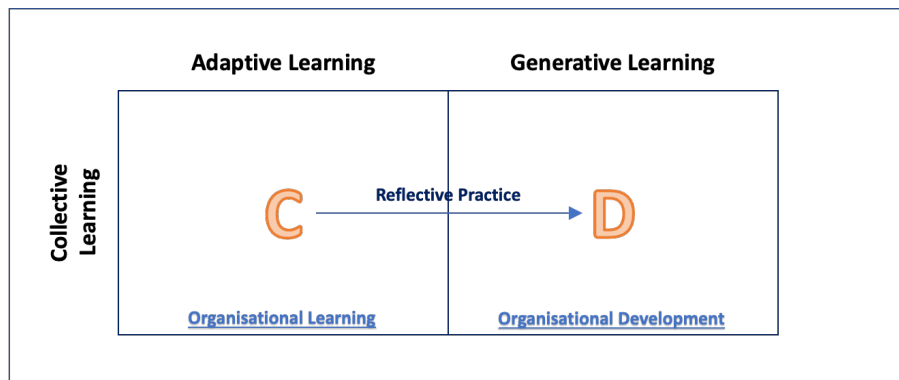 Adaptive Learning
Generative Learning
Collective
Learning
Reflective Practice
C
D
Organisational Learning
Organisational Development